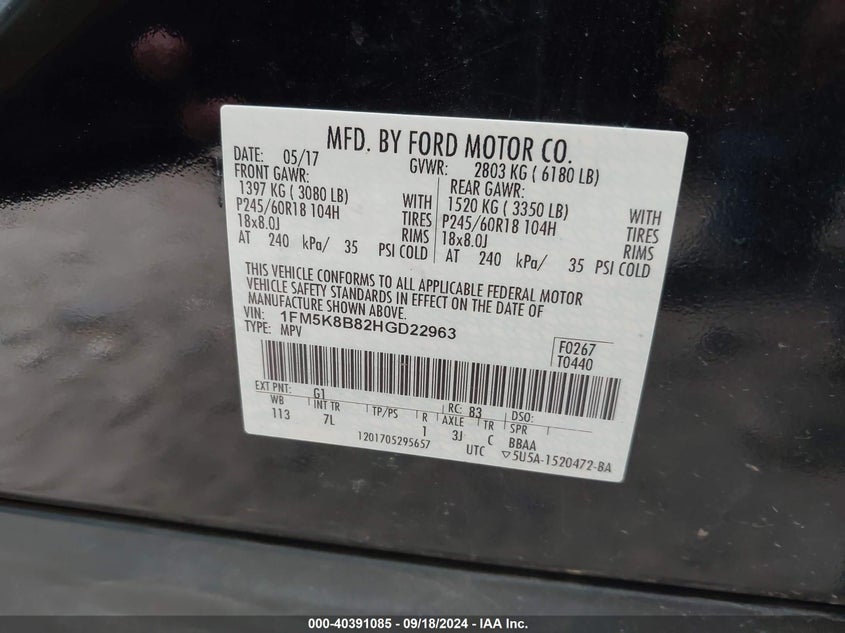 MFD. BY FORD MOTOR CO.
DATE: 05/17 GVWR: 2803 KG ( 6180 LB)
FRONT GAWR: REAR GAWR:
1397 KG ( 3080 LB) WITH 1520 KG ( 3350 LB) WITH
P245/60R18 104H TIRES P245/60R18 104H TIRES
18x8.0J RIMS 18x8.0J RIMS
AT 240 kPa/ 35 PSI COLD AT 240 kPa/ 35 PSI COLD
THIS VEHICLE CONFORMS TO ALL APPLICABLE FEDERAL MOTOR
VEHICLE SAFETY STANDARDS IN EFFECT ON THE DATE OF
MANUFACTURE SHOWN ABOVE.
VIN: 1FM5K8B82HGD22963
TYPE: MPV
F0267
T0440
EXT PNT: G1 RC: 83 DSO:
WB INT TR TP/PS R AXLE TR SPR
113 7L 1 3J C BBAA
1201705295657 UTC ▽5U5A-1520472-BA
000-40391085 - 09/18/2024 - IAA Inc.